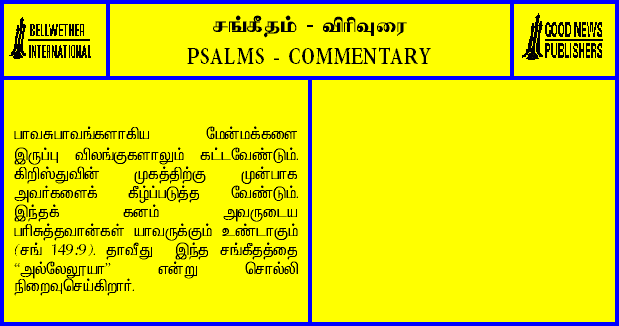 BELLWETHER
INTERNATIONAL
சங்கீதம் - விரிவுரை
PSALMS - COMMENTARY
GOOD NEWS
PUBLISHERS
பாவசுபாவங்களாகிய மேன்மக்களை
இருப்பு விலங்குகளாலும் கட்டவேண்டும்.
கிறிஸ்துவின் முகத்திற்கு முன்பாக
அவர்களைக் கீழ்ப்படுத்த வேண்டும்.
இந்தக் கனம் அவருடைய
பரிசுத்தவான்கள் யாவருக்கும் உண்டாகும்
(சங் 149:9). தாவீது இந்த சங்கீதத்தை
“அல்லேலூயா” என்று சொல்லி
நிறைவுசெய்கிறார்.